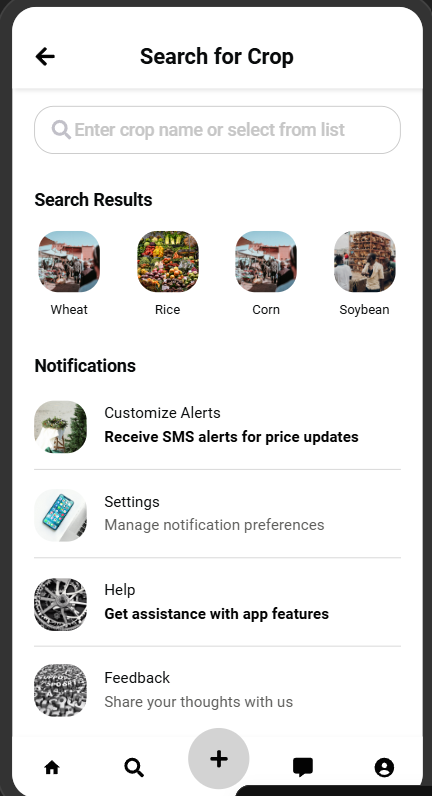 Search for Crop
Enter crop name or select from list
Search Results
Wheat
Rice
Corn
Soybean
Notifications
Customize Alerts
Receive SMS alerts for price updates
Settings
Manage notification preferences
Help
Get assistance with app features
Feedback
Share your thoughts with us